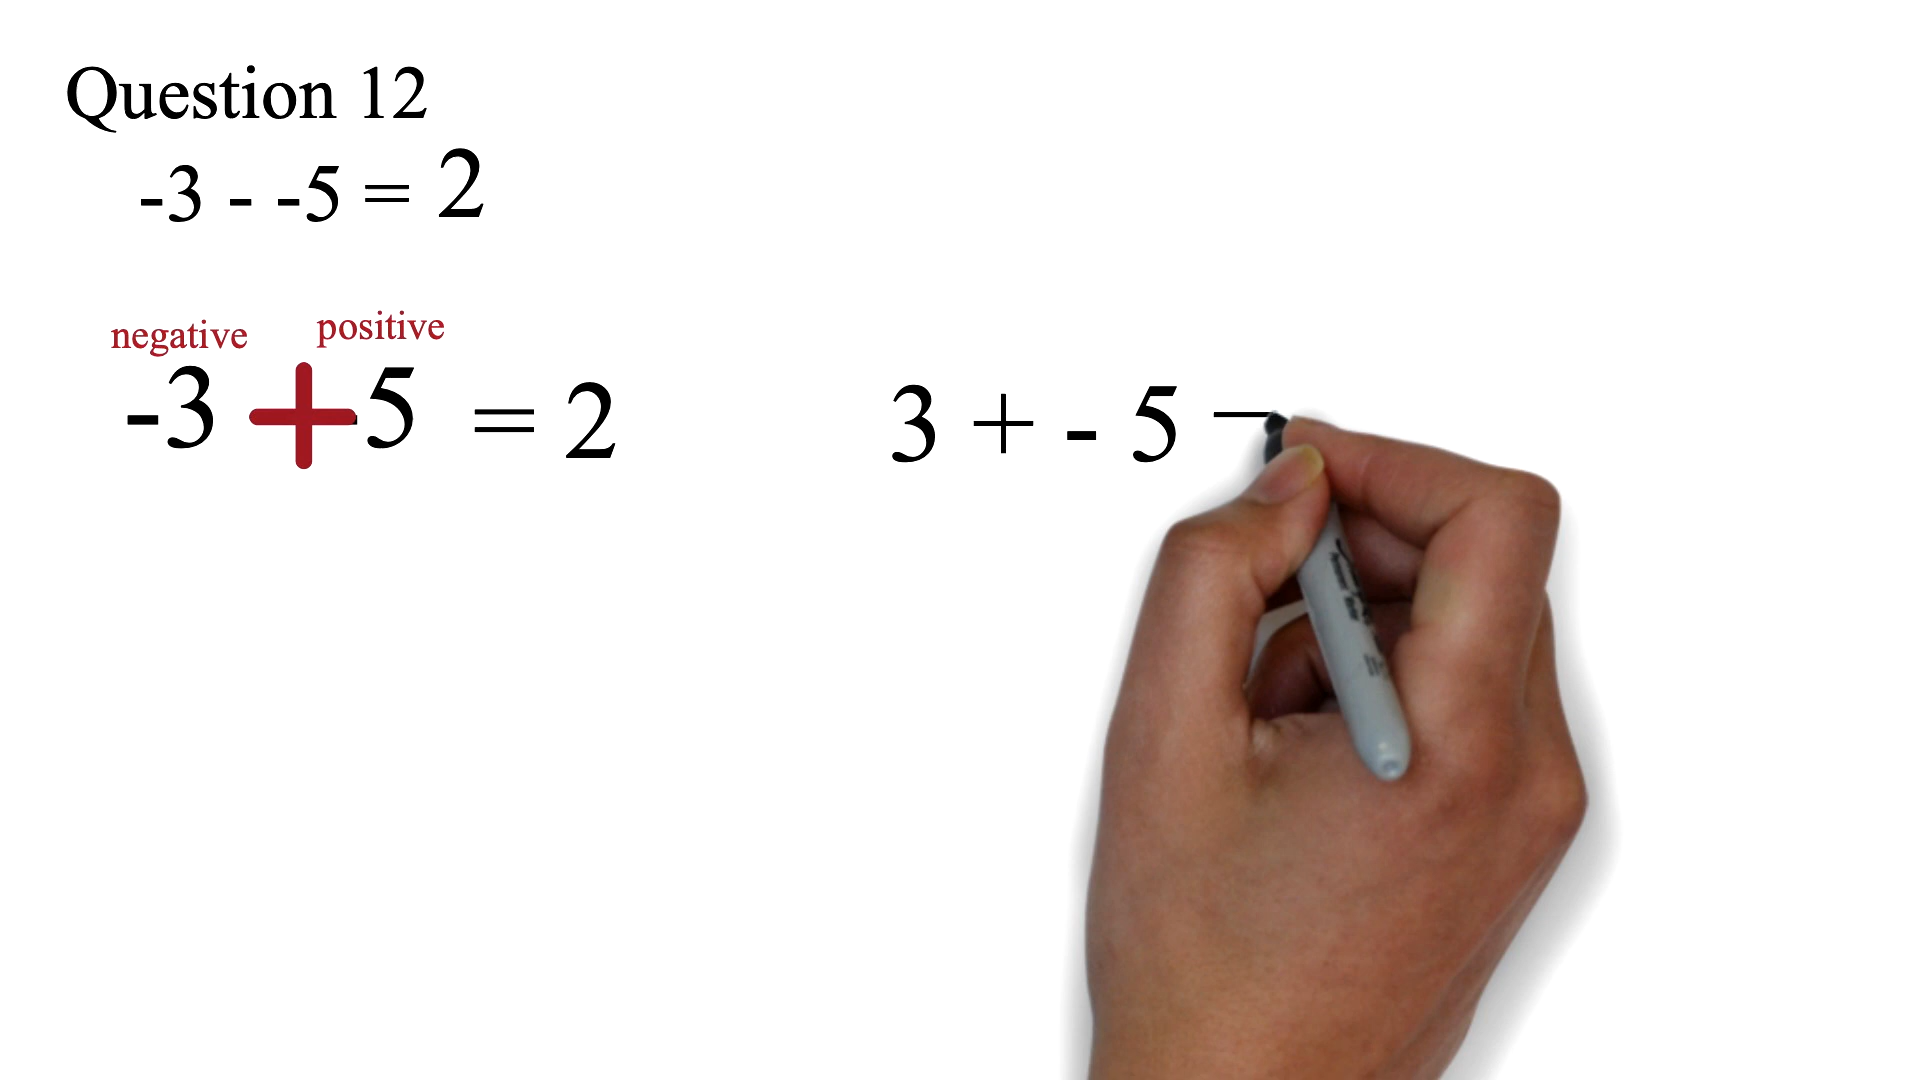 Question 12
-3 - -5 = 2
negative positive
-3 + 5 = 2
3 + - 5